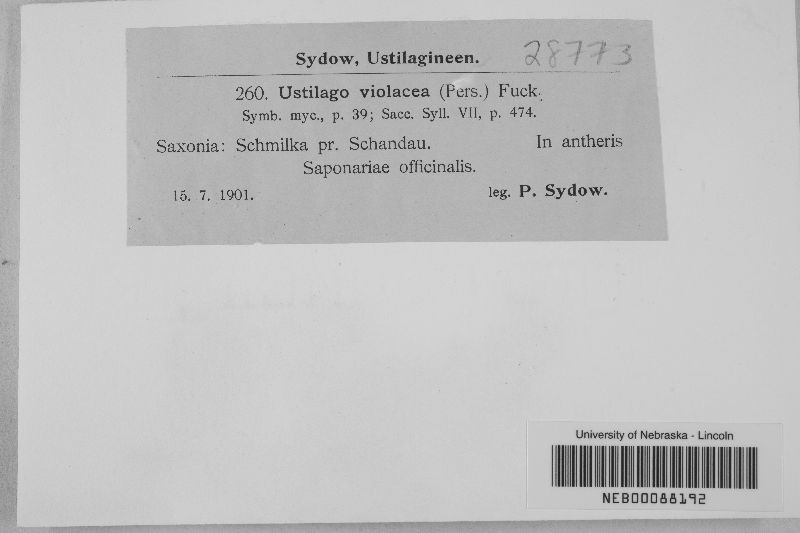 Sydow, Ustilagineen. 28773
260. Ustilago violacea (Pers.) Fuck.
Symb. myc., p. 39; Sacc. Syll. VII, p. 474.
Saxonia: Schmilka pr. Schandau. In antheris
Saponariae officinalis.
15. 7. 1901. leg. P. Sydow.
University of Nebraska - Lincoln
NEB00088192